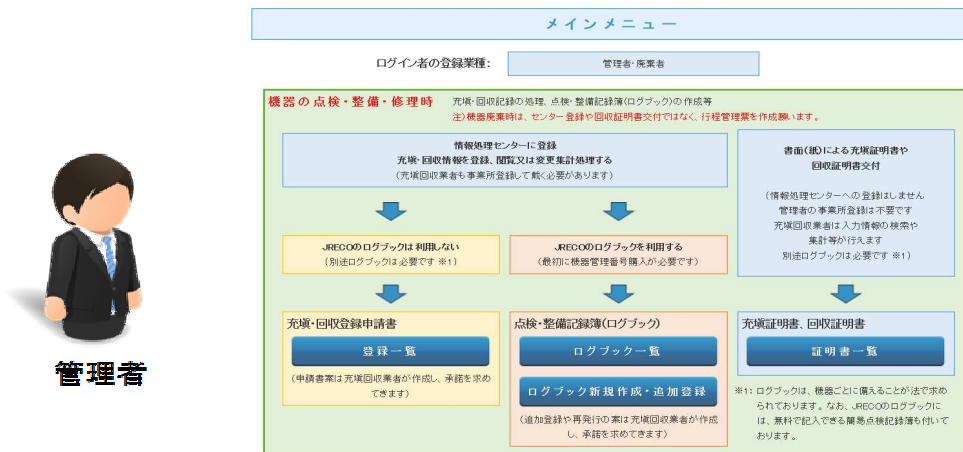 メインメニュー
ログイン者の登録業種：
管理者・廃棄者
機器の点検・整備・修理時
充填・回収記録の処理、点検・整備記録簿（ログブック）の作成等
注）機器廃棄時は、センター登録や回収証明書交付ではなく、行程管理票を作成願います。
情報処理センターに登録
充填・回収情報を登録、閲覧又は変更集計処理する
（充填回収業者も事業所登録して戴く必要があります）
書面（紙）による充填証明書や
回収証明書交付
（情報処理センターへの登録はしません
管理者の事業所登録は不要です
充填回収業者は入力情報の検索や
集計等が行えます
別途ログブックは必要です ※1）
JRECOのログブックは利用しない
（別途ログブックは必要です ※1）
JRECOのログブックを利用する
（最初に機器管理番号購入が必要です）
充填・回収登録申請書
登録一覧
（申請書案は充填回収業者が作成し、承諾を求め
てきます）
点検・整備記録簿（ログブック）
ログブック一覧
ログブック新規作成・追加登録
（追加登録や再発行の案は充填回収業者が作成
し、承諾を求めてきます）
充填証明書、回収証明書
証明書一覧
※1：ログブックは、機器ごとに備えることが法で求め
られております。なお、JRECOのログブックに
は、無料で記入できる簡易点検記録簿も付いて
おります。
管理者